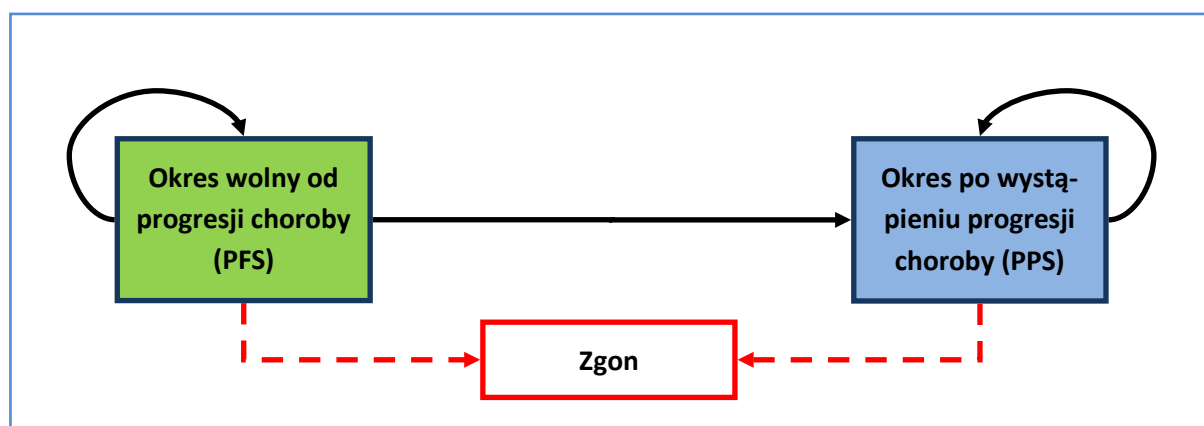 Okres wolny od
progresji choroby
(PFS)
Okres po wystą-
pieniu progresji
choroby (PPS)
Zgon